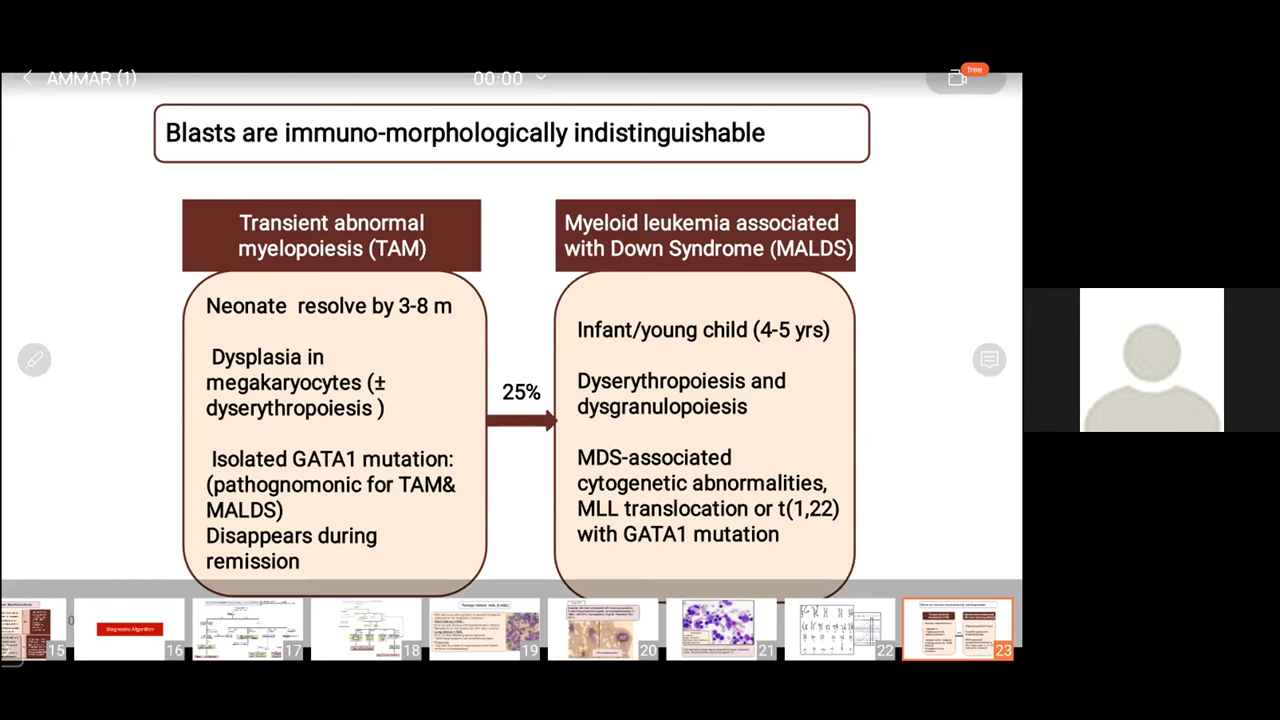 AMMAR (1)
00:00
free
Blasts are immuno-morphologically indistinguishable
Transient abnormal
myelopoiesis (TAM)
Neonate resolve by 3-8 m
Dysplasia in
megakaryocytes (±
dyserythropoiesis )
Isolated GATA1 mutation:
(pathognomonic for TAM&
MALDS)
Disappears during
remission
25%
Myeloid leukemia associated
with Down Syndrome (MALDS)
Infant/young child (4-5 yrs)
Dyserythropoiesis and
dysgranulopoiesis
MDS-associated
cytogenetic abnormalities,
MLL translocation or t(1,22)
with GATA1 mutation
15
Diagnostic Algorithm
16
17
18
19
20
21
22
23